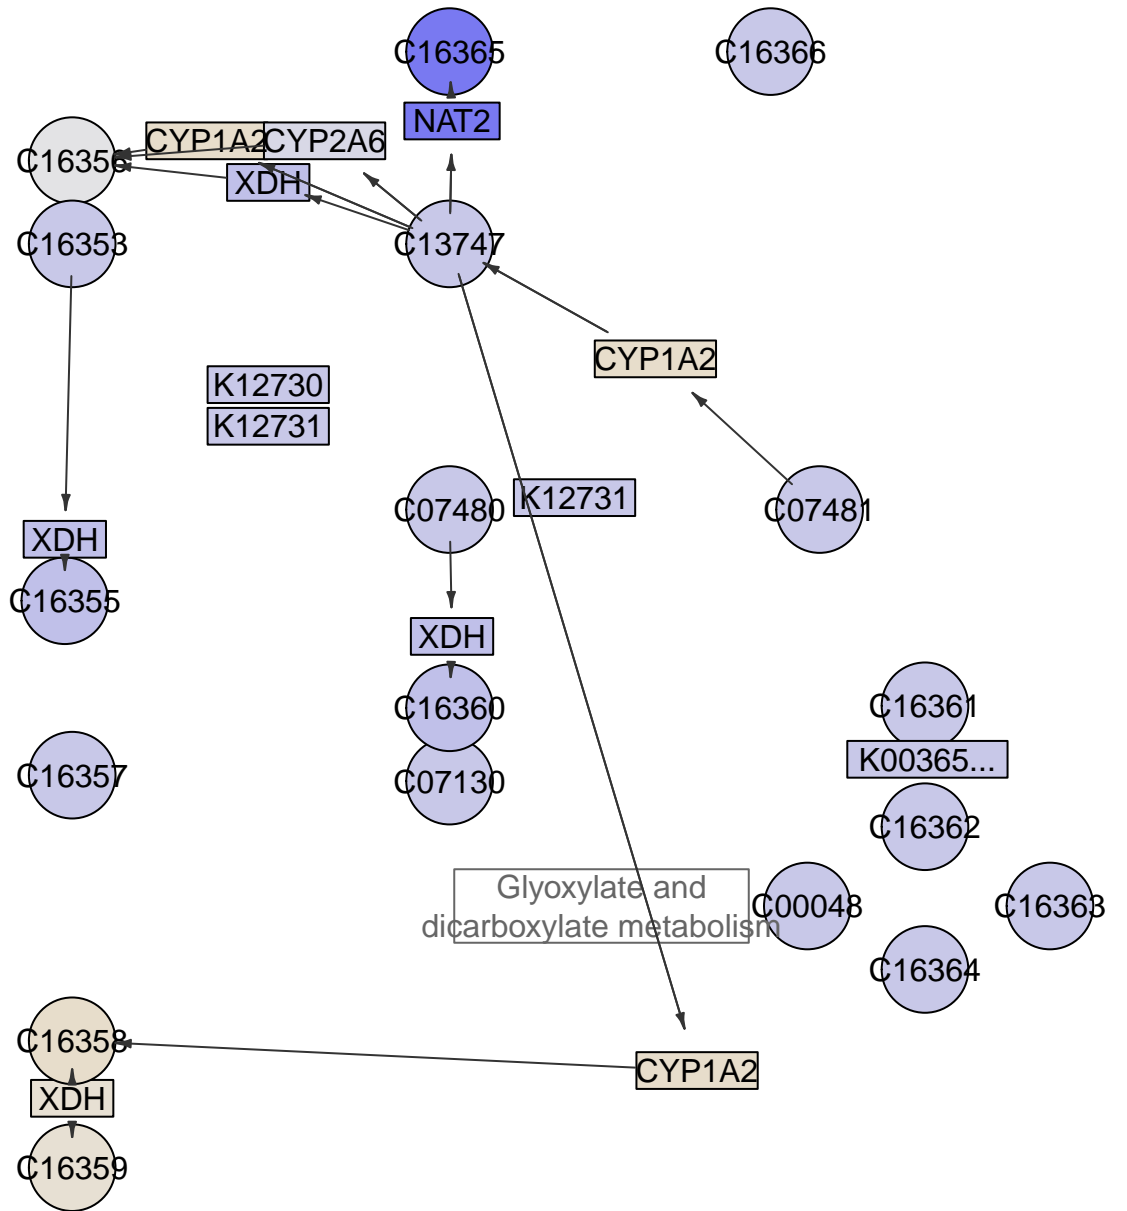 C16365
C16366
NAT2
CYP1A2
CYP2A6
C16356
XDH
C16353
C13747
CYP1A2
K12730
K12731
C07480
K12731
C07481
XDH
C16355
XDH
C16360
C16361
C16357
C07130
K00365...
C16362
Glyoxylate and
dicarboxylate metabolism
C00048
C16363
C16364
C16358
CYP1A2
XDH
C16359